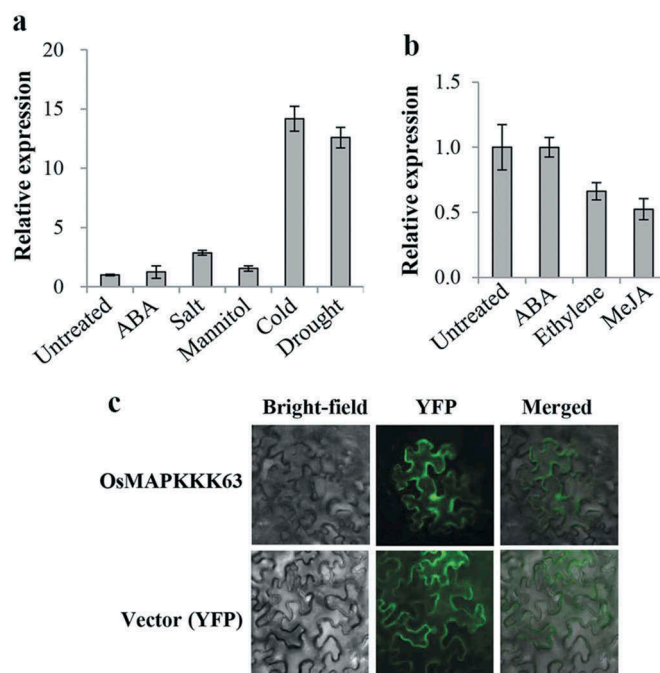 a
Relative expression
20
15
10
5
0
Untreated
ABA
Salt
Mannitol
Cold
Drought
b
Relative expression
1.5
1.0
0.5
0.0
Untreated
ABA
Ethylene
MeJA
c
Bright-field YFP Merged
OsMAPKKK63
Vector (YFP)